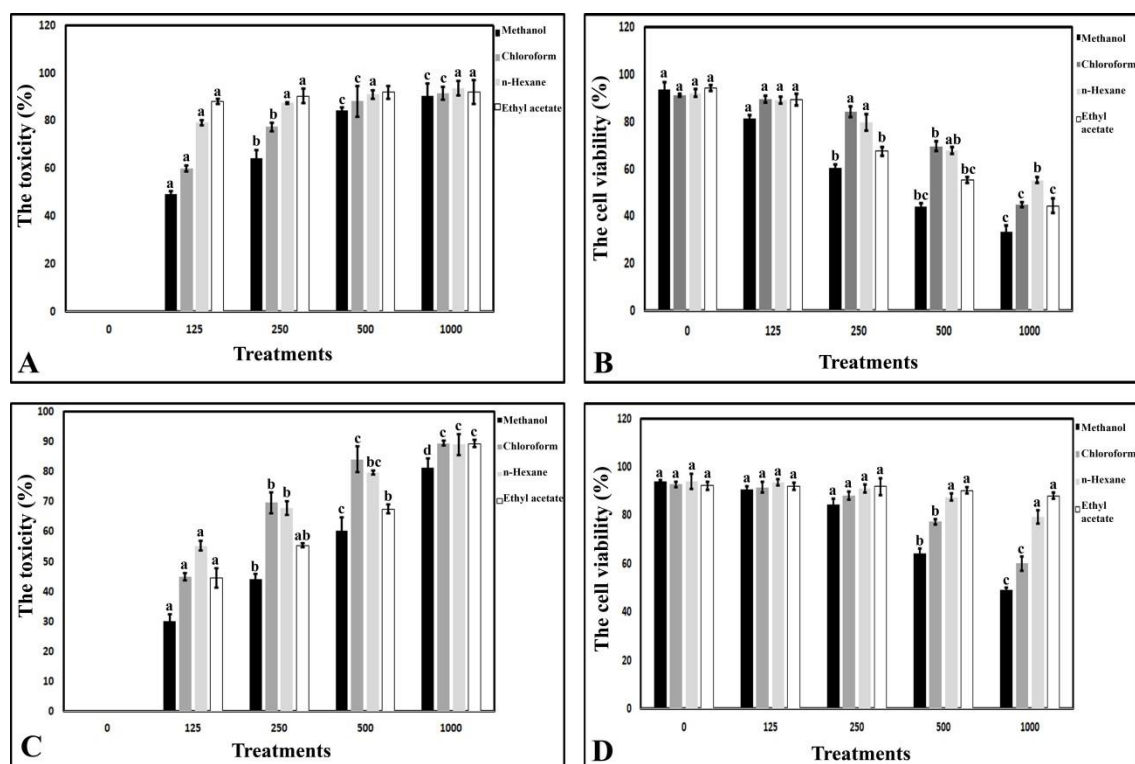 120
100
80
60
40
20
0
The toxicity (%)
a a a a
b b a a
c c a a
c c a a
Methanol
Chloroform
n-Hexane
Ethyl acetate
0 125 250 500 1000
Treatments
A
120
100
80
60
40
20
0
The cell viability (%)
a a a a
a a a a
b a a b
bc b ab bc
c c b c
Methanol
Chloroform
n-Hexane
Ethyl
acetate
0 125 250 500 1000
Treatments
B
100
90
80
70
60
50
40
30
20
10
0
The toxicity (%)
a a a a
b b b ab
c c bc b
d c c c
Methanol
Chloroform
n-Hexane
Ethyl acetate
0 125 250 500 1000
Treatments
C
120
100
80
60
40
20
0
The cell viability (%)
a a a a
a a a a
a a a a
b b a a
c c a a
Methanol
Chloroform
n-Hexane
Ethyl
acetate
0 125 250 500 1000
Treatments
D